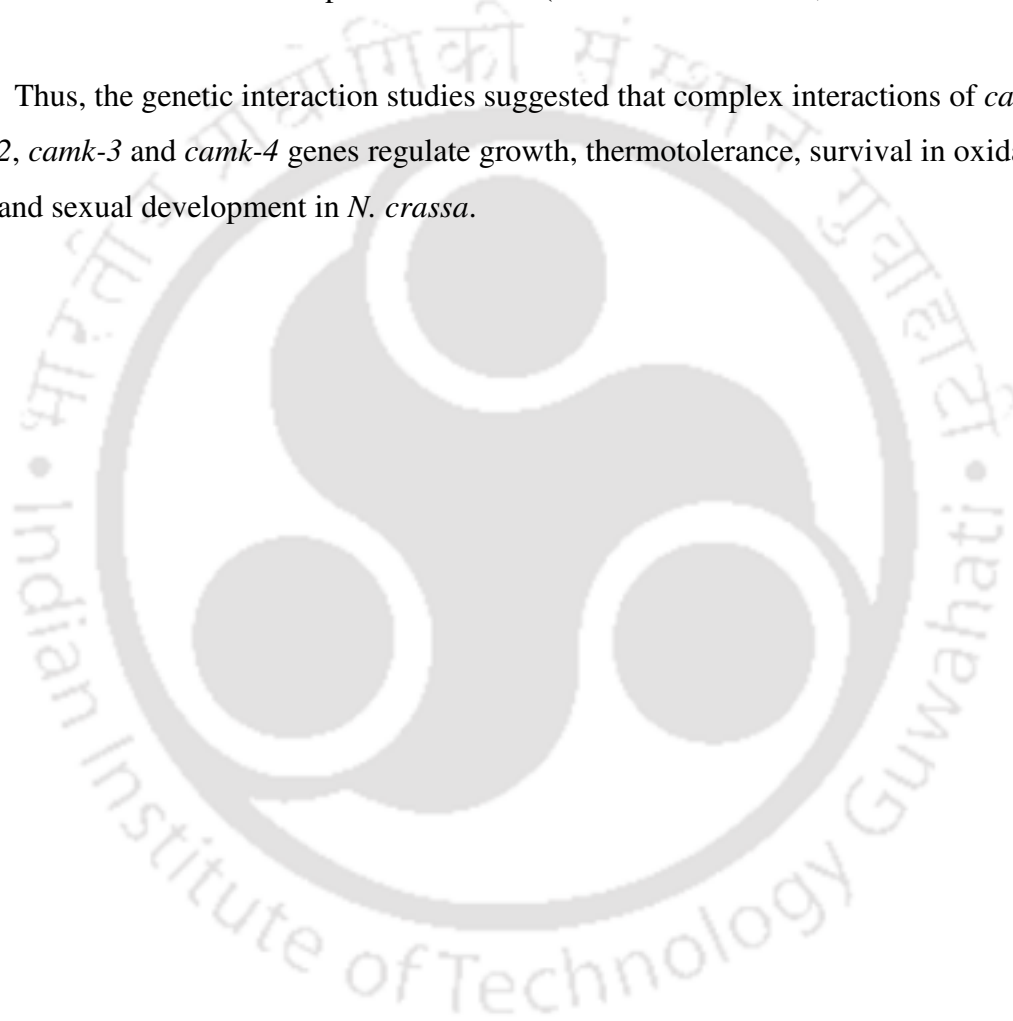 Thus, the genetic interaction studies suggested that complex interactions of
2, camk-3 and camk-4 genes regulate growth, thermotolerance, survival in
and sexual development in N. crassa.
Indian Institute of Technology Guwahati